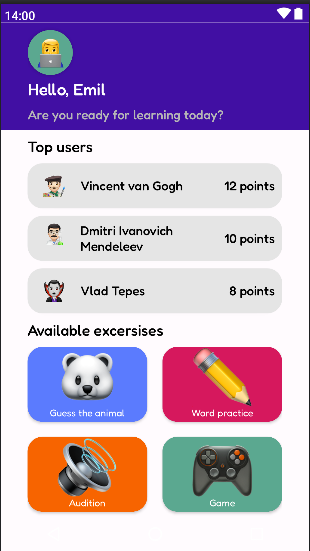 14:00
Hello, Emil
Are you ready for learning today?
Top users
Vincent van Gogh 12 points
Dmitri Ivanovich
Mendeleev 10 points
Vlad Tepes 8 points
Available excersises
Guess the animal Word practice
Audition Game